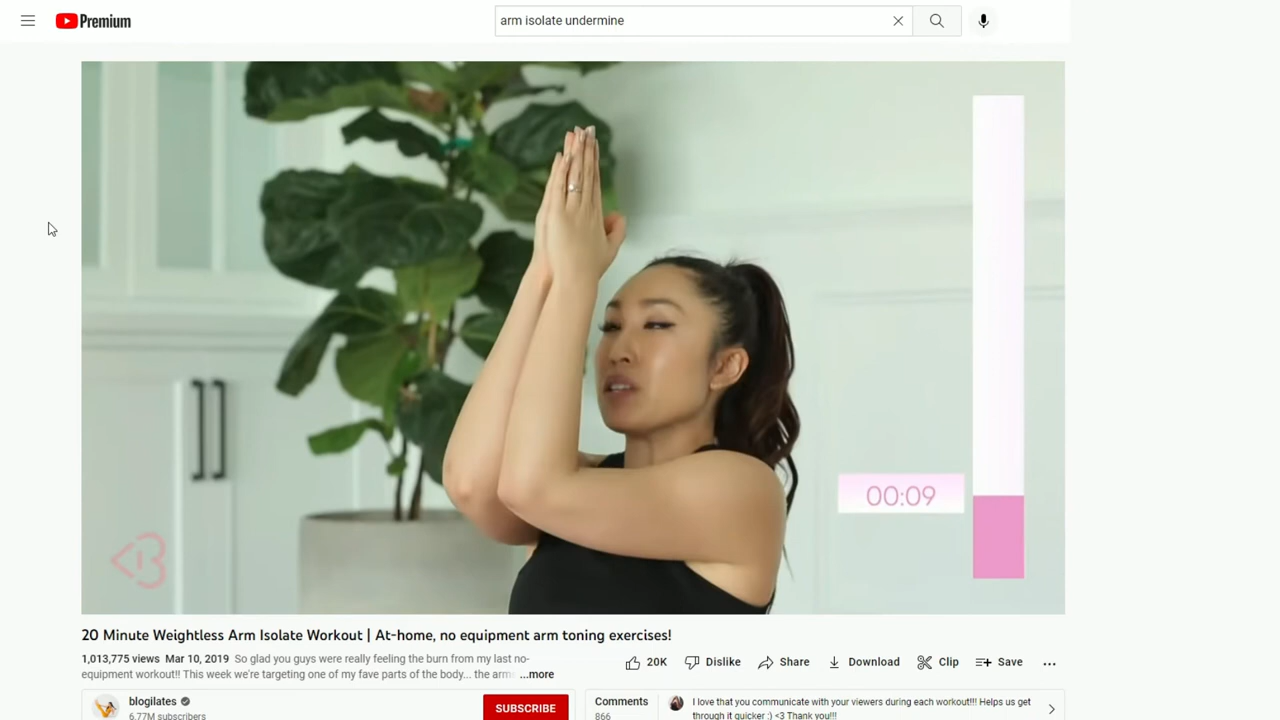 Premium
arm isolate undermine
00:09
20 Minute Weightless Arm Isolate Workout | At-home, no equipment arm toning exercises!
1,013,775 views Mar 10, 2019 So glad you guys were really feeling the burn from my last no-
equipment workout!! This week we're targeting one of my fave parts of the body... the arms ...more
20K
Dislike
Share
Download
Clip
Save
blogilates
6.77M subscribers
SUBSCRIBE
Comments
866
I love that you communicate with your viewers during each workout!!! Helps us get
through it quicker :) <3 Thank you!!!